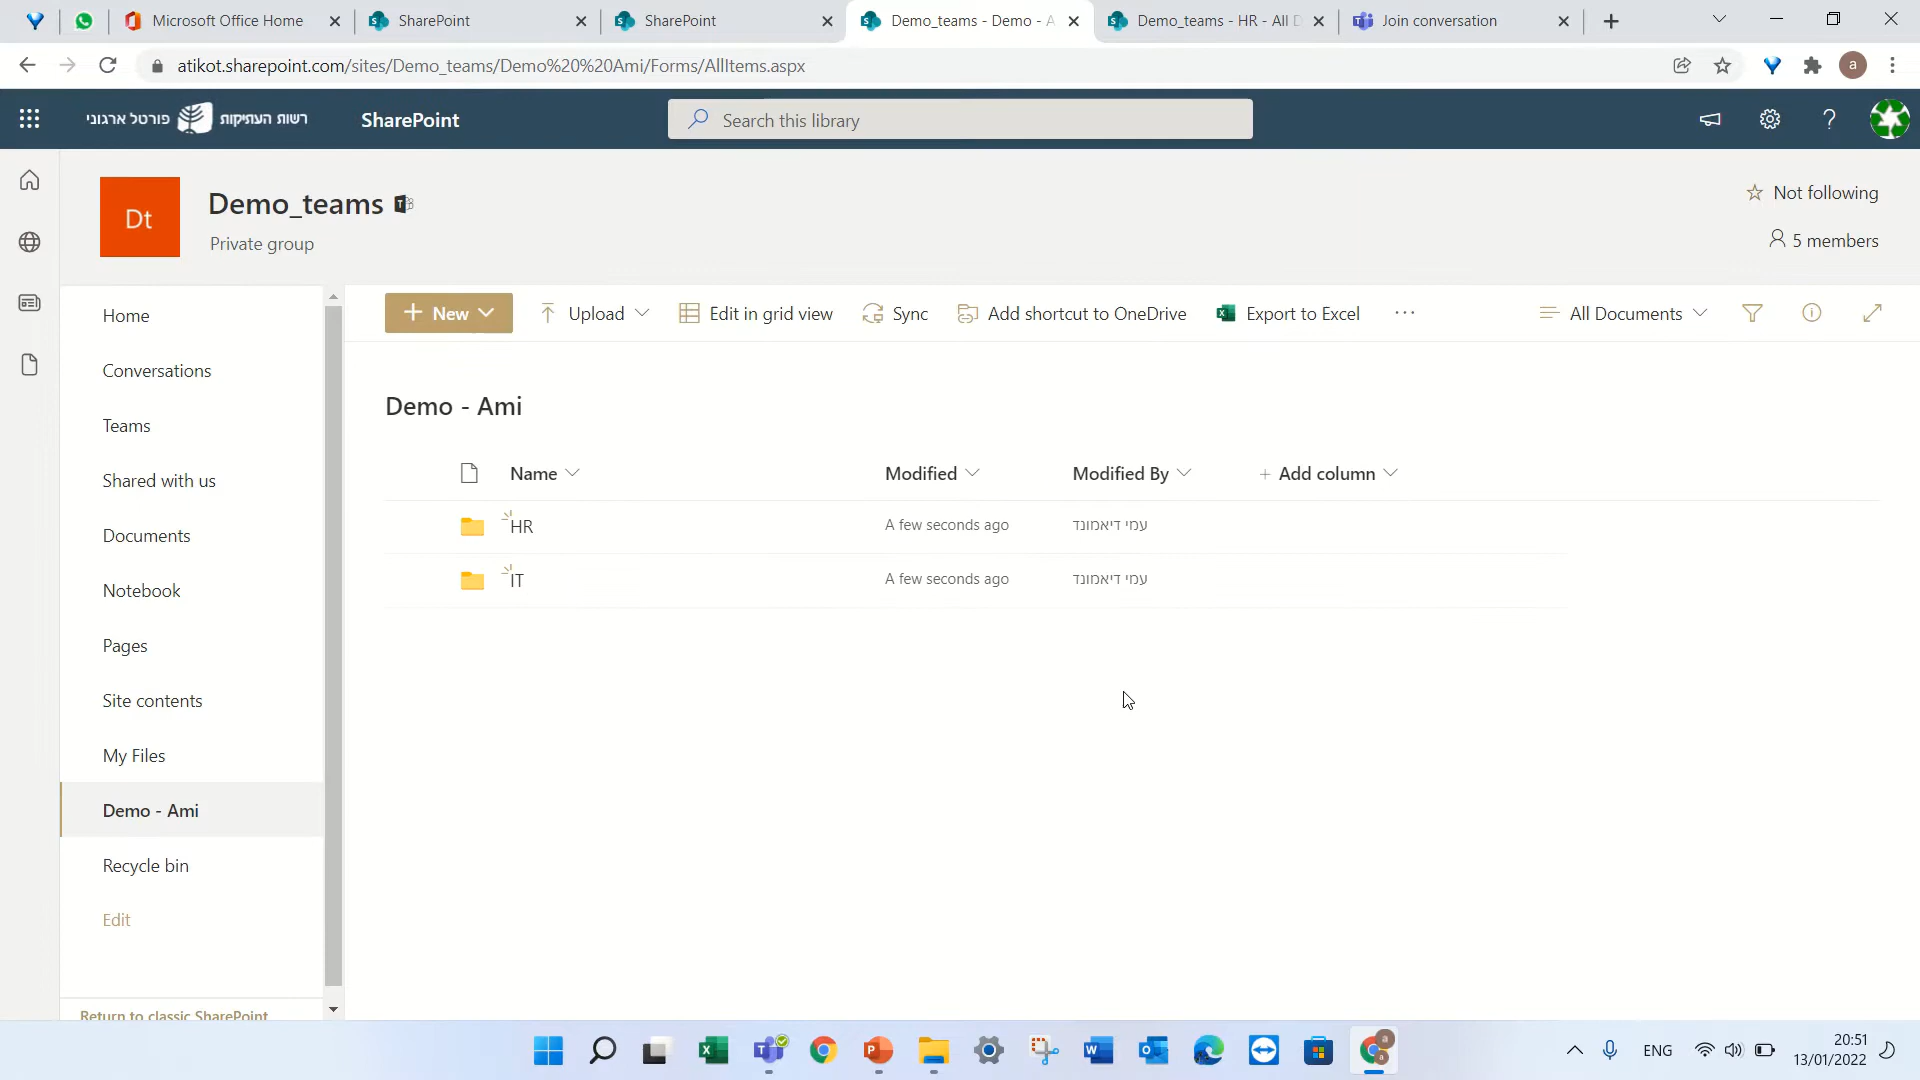 Microsoft Office Home
SharePoint
SharePoint
Demo_teams - Demo - A
Demo_teams - HR - All D
Join conversation
atikot.sharepoint.com/sites/Demo_teams/Demo%20%20Ami/Forms/AllItems.aspx
a
רשות העתיקות פורטל ארגוני
SharePoint
Search this library
Dt
Demo_teams
Private group
Not following
5 members
Home
Conversations
Teams
Shared with us
Documents
Notebook
Pages
Site contents
My Files
Demo - Ami
Recycle bin
Edit
Return to classic SharePoint
New
Upload
Edit in grid view
Sync
Add shortcut to OneDrive
Export to Excel
All Documents
Demo - Ami
Name
Modified
Modified By
Add column
HR
A few seconds ago
עמי דיאמונד
IT
A few seconds ago
עמי דיאמונד
ENG
20:51
13/01/2022